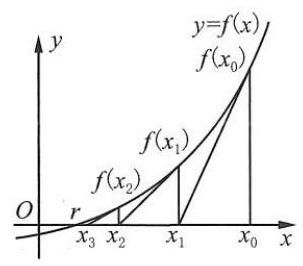 y
y=f(x)
f(x₀)
f(x₁)
f(x₂)
O
r
x₃
x₂
x₁
x₀
x